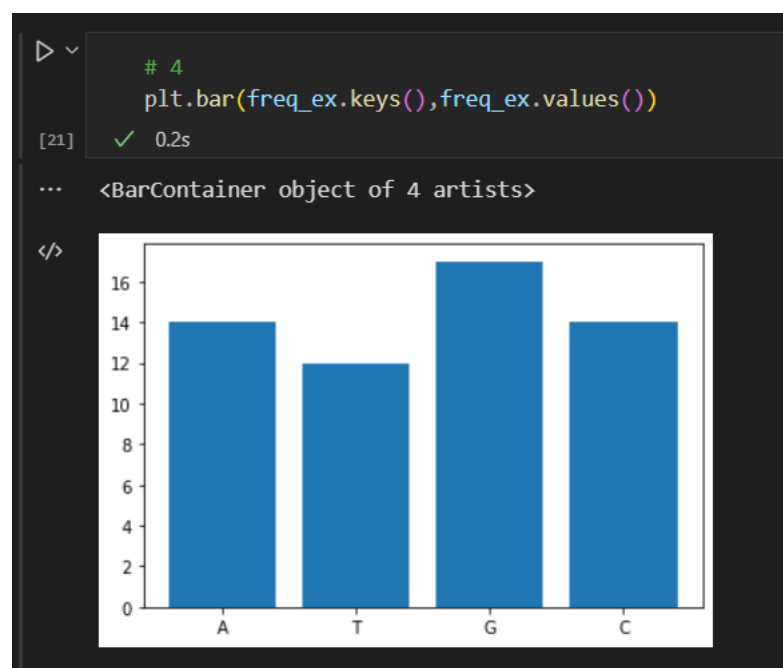 # 4
plt.bar(freq_ex.keys(),freq_ex.values())
[21] ✓ 0.2s
... <BarContainer object of 4 artists>
</>
16
14
12
10
8
6
4
2
0
A T G C